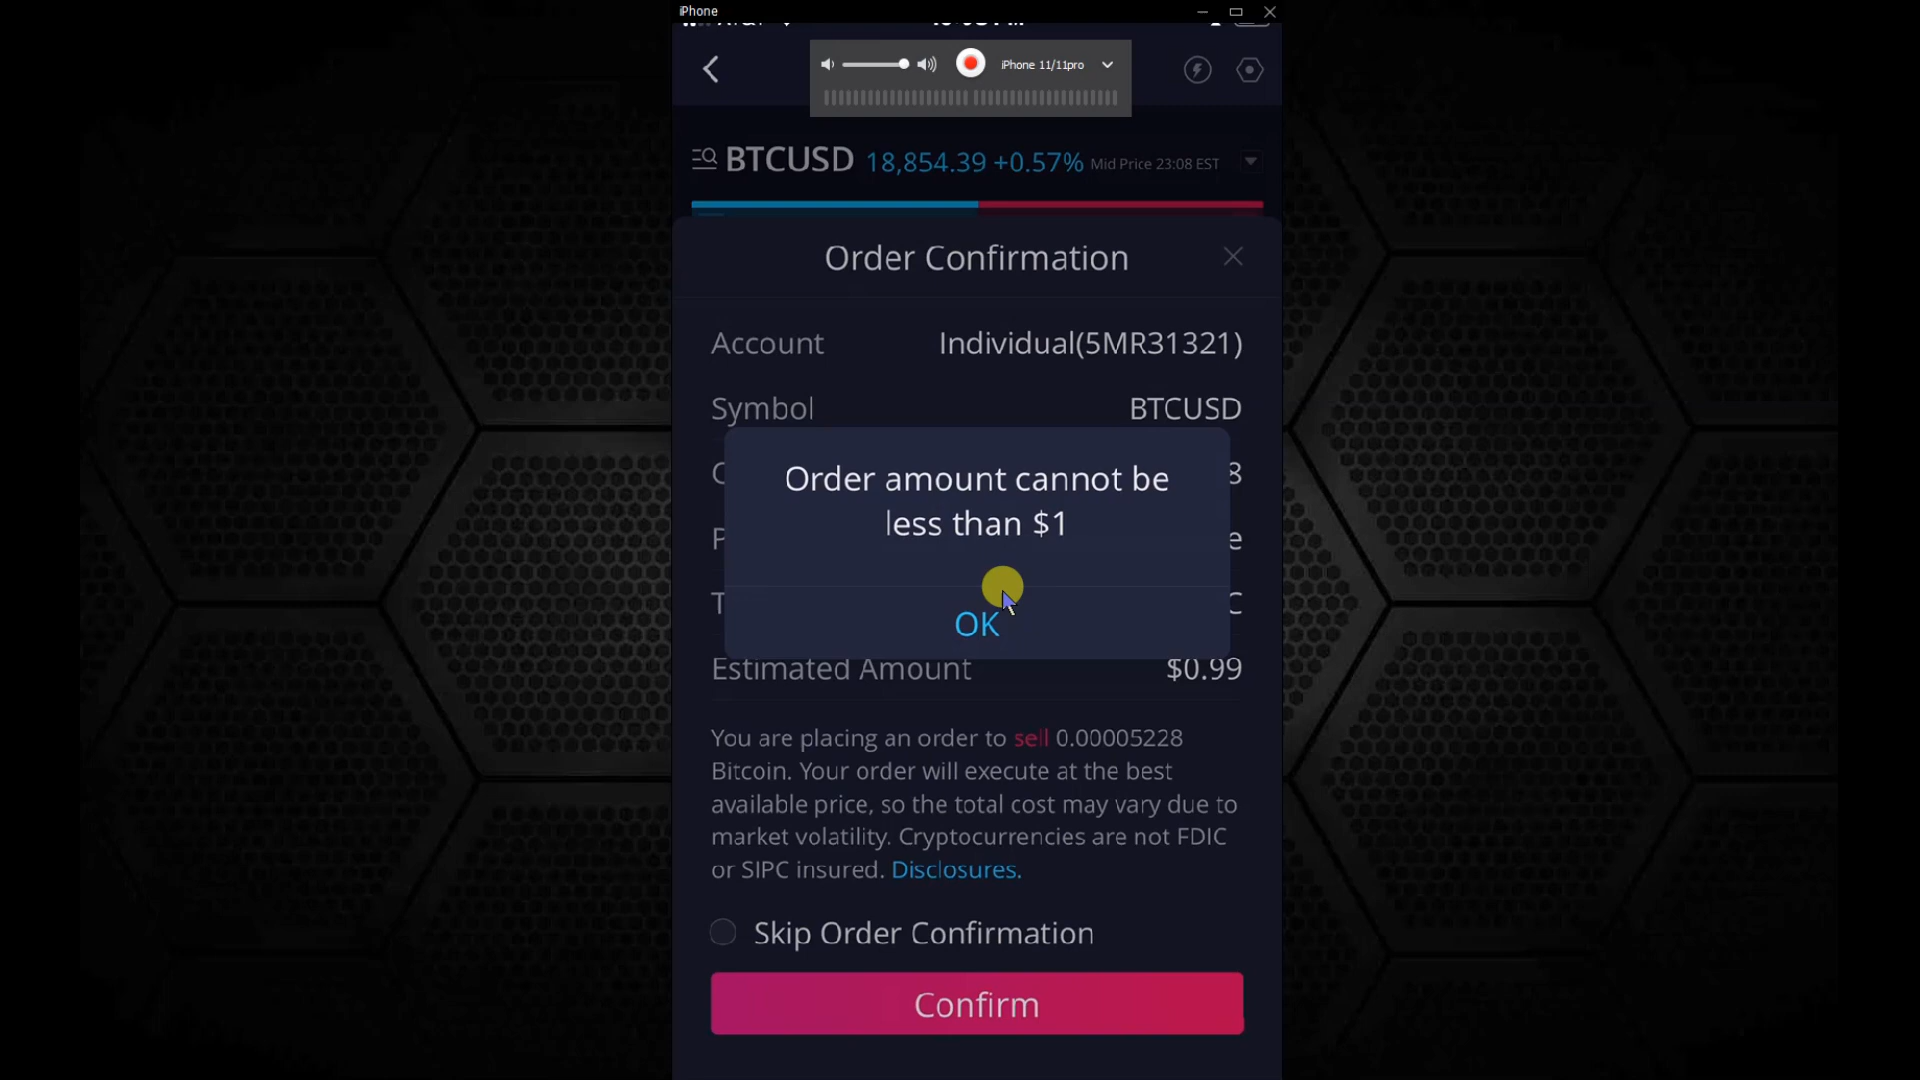 iPhone
iPhone 11/11pro
BTCUSD 18,854.39 +0.57% Mid Price 23:08 EST
Order Confirmation
Account Individual(5MR31321)
Symbol BTCUSD
Order amount cannot be
less than $1
OK
Estimated Amount $0.99
You are placing an order to sell 0.00005228
Bitcoin. Your order will execute at the best
available price, so the total cost may vary due to
market volatility. Cryptocurrencies are not FDIC
or SIPC insured. Disclosures.
Skip Order Confirmation
Confirm